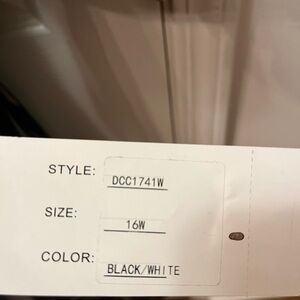 STYLE: DCC1741W
SIZE: 16W
COLOR: BLACK/WHITE